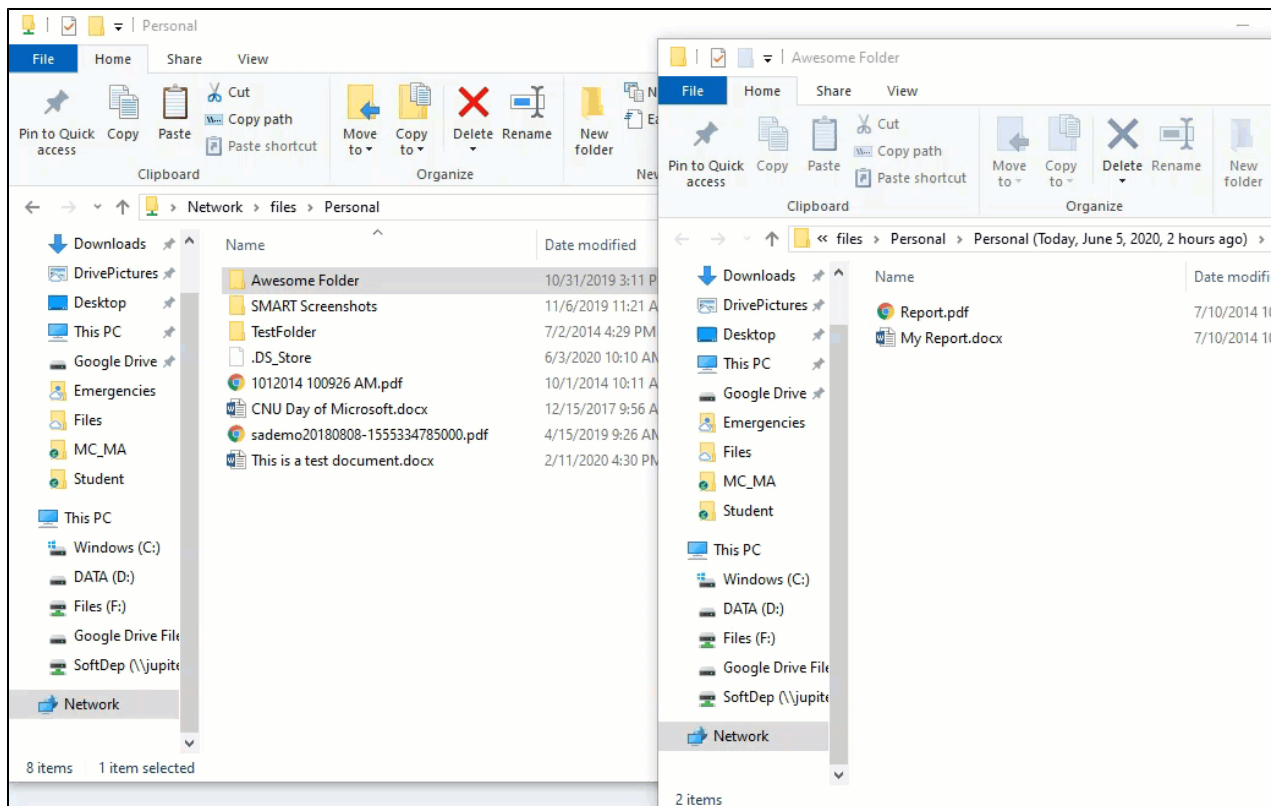 Personal
File Home Share View
Pin to Quick access Copy Paste
Cut
Copy path
Paste shortcut
Move to Copy to Delete Rename New folder
Clipboard Organize
Network > files > Personal
Name Date modified
Downloads
DrivePictures
Desktop
This PC
Google Drive
Emergencies
Files
MC_MA
Student
This PC
Windows (C:)
DATA (D:)
Files (F:)
Google Drive File
SoftDep (\\jupite
Network
Awesome Folder 10/31/2019 3:11 P
SMART Screenshots 11/6/2019 11:21 A
TestFolder 7/2/2014 4:29 PM
.DS_Store 6/3/2020 10:10 AM
1012014 100926 AM.pdf 10/1/2014 10:11 A
CNU Day of Microsoft.docx 12/15/2017 9:56 A
sademo20180808-1555334785000.pdf 4/15/2019 9:26 AM
This is a test document.docx 2/11/2020 4:30 PM
8 items 1 item selected
Awesome Folder
File Home Share View
Pin to Quick access Copy Paste
Cut
Copy path
Paste shortcut
Move to Copy to Delete Rename New folder
Clipboard Organize
« files > Personal > Personal (Today, June 5, 2020, 2 hours ago) >
Name Date modifi
Downloads
DrivePictures
Desktop
This PC
Google Drive
Emergencies
Files
MC_MA
Student
This PC
Windows (C:)
DATA (D:)
Files (F:)
Google Drive File
SoftDep (\\jupite
Network
Report.pdf 7/10/2014 10
My Report.docx 7/10/2014 10
2 items